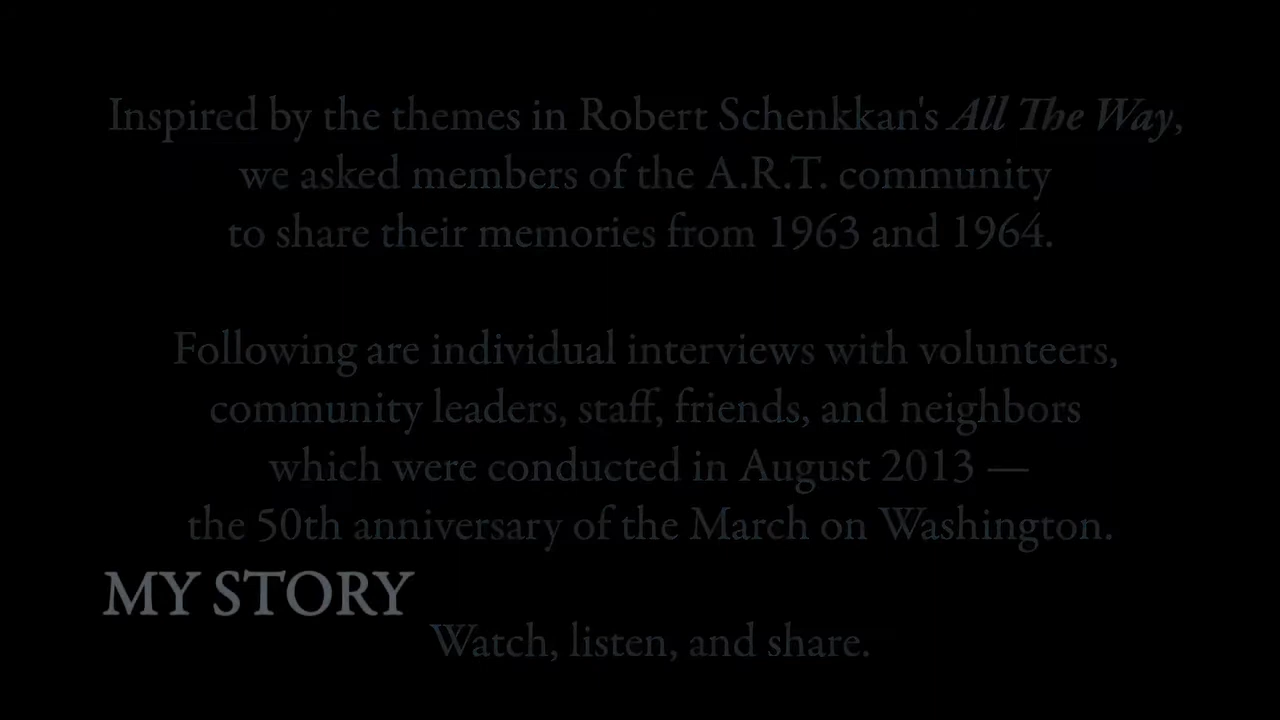 Inspired by the themes in Robert Schenkkan's All The Way,
we asked members of the A.R.T. community
to share their memories from 1963 and 1964.
Following are individual interviews with volunteers,
community leaders, staff, friends, and neighbors
which were conducted in August 2013 —
the 50th anniversary of the March on Washington.
MY STORY
Watch, listen, and share.